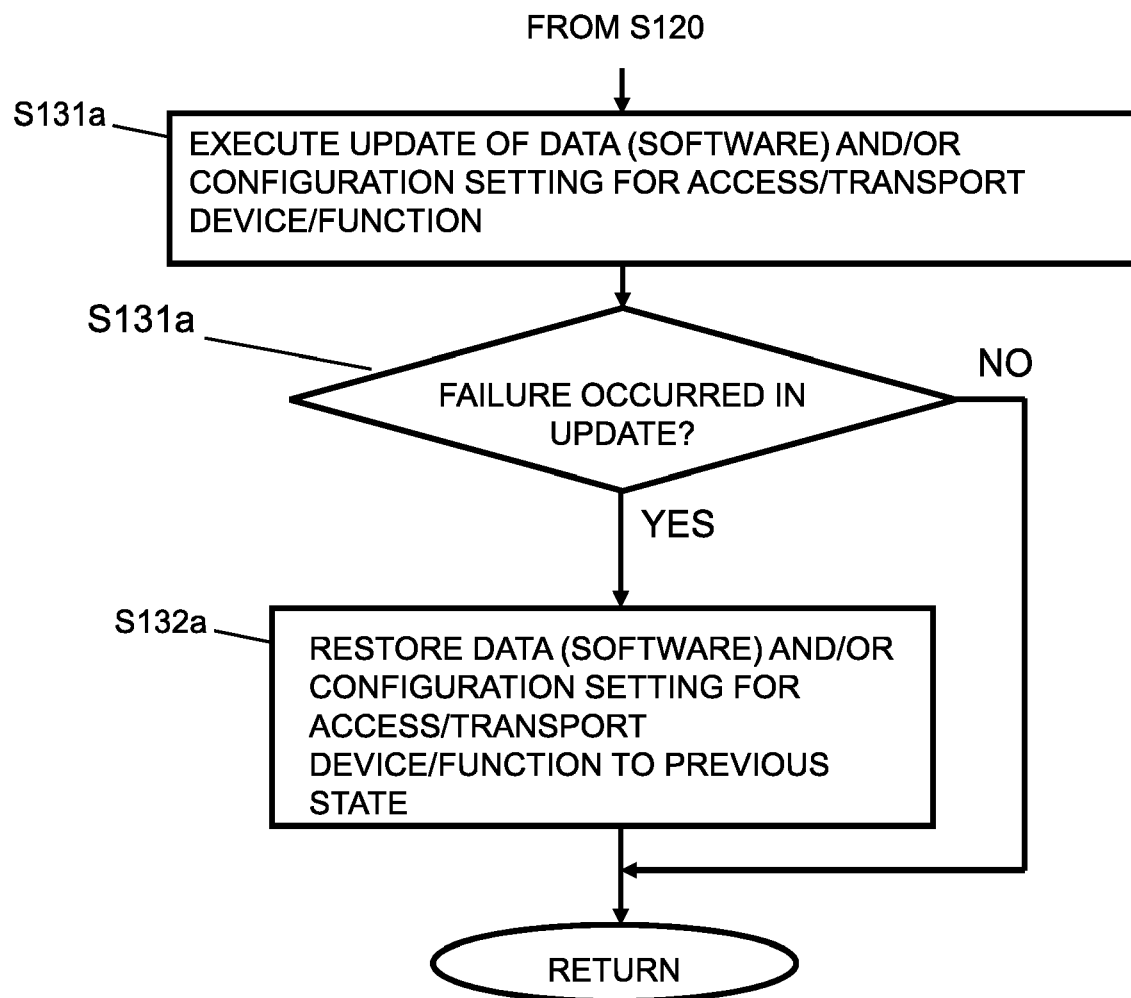 FROM S120
S131a
EXECUTE UPDATE OF DATA (SOFTWARE) AND/OR
CONFIGURATION SETTING FOR ACCESS/TRANSPORT
DEVICE/FUNCTION
S131a
NO
FAILURE OCCURRED IN
UPDATE?
YES
S132a
RESTORE DATA (SOFTWARE) AND/OR
CONFIGURATION SETTING FOR
ACCESS/TRANSPORT
DEVICE/FUNCTION TO PREVIOUS
STATE
RETURN